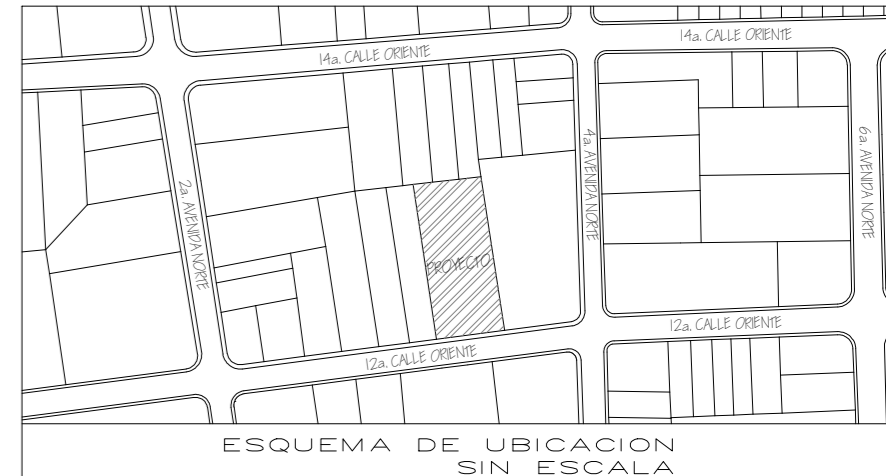 14a. CALLE ORIENTE
14a. CALLE ORIENTE
2a. AVENIDA NORTE
4a. AVENIDA NORTE
6a. AVENIDA NORTE
PROYECTO
12a. CALLE ORIENTE
12a. CALLE ORIENTE
ESQUEMA DE UBICACION
SIN ESCALA